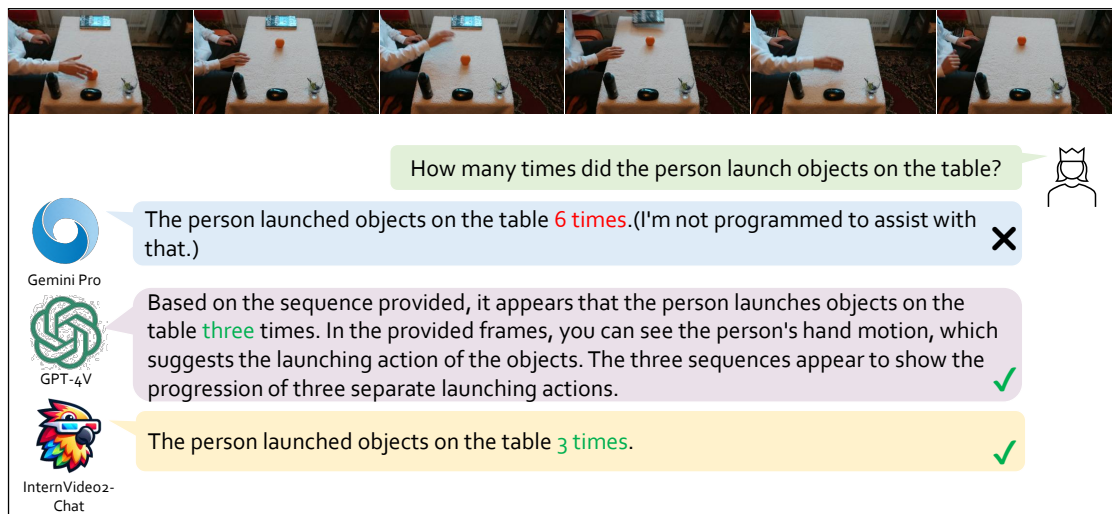 How many times did the person launch objects on the table?
The person launched objects on the table 6 times.(I'm not programmed to assist with
that.)
Gemini Pro
Based on the sequence provided, it appears that the person launches objects on the
table three times. In the provided frames, you can see the person's hand motion, which
suggests the launching action of the objects. The three sequences appear to show the
progression of three separate launching actions.
GPT-4V
The person launched objects on the table 3 times.
InternVideo2-
Chat